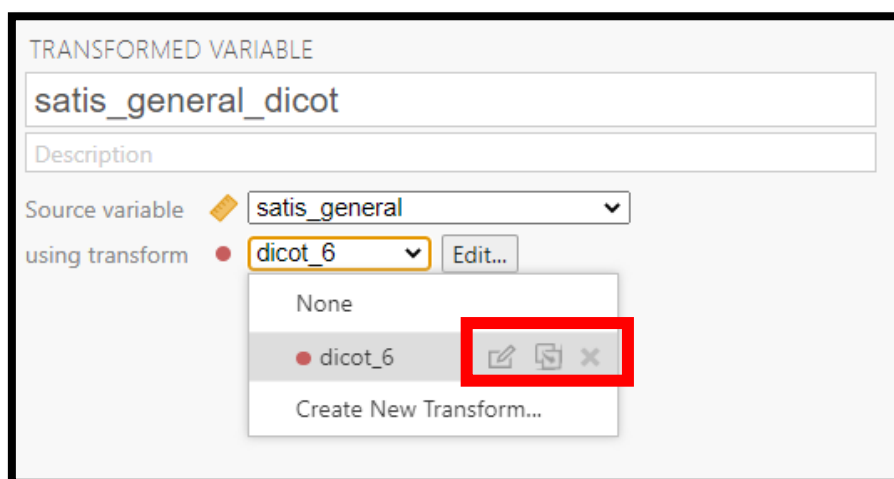 TRANSFORMED VARIABLE
satis_general_dicot
Description
Source variable satis_general
using transform dicot_6 Edit...
None
dicot_6
Create New Transform...